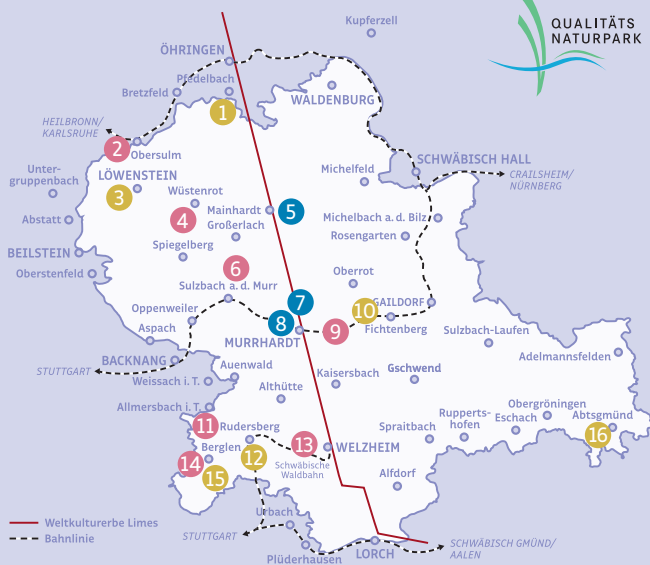 QUALITÄTS
NATURPARK
Kupferzell
ÖHRINGEN
Pfedelbach
Bretzfeld
WALDENBURG
1
HEILBRONN/
KARLSRUHE
2
Obersulm
SCHWÄBISCH HALL
CRAILSHEIM/
NÜRNBERG
Unter-
gruppenbach
LÖWENSTEIN
3
Michelfeld
Wüstenrot
4
Mainhardt
5
Abstatt
Großerlach
Michelbach a. d. Bilz
Rosengarten
BEILSTEIN
Spiegelberg
Oberstenfeld
6
Oberrot
Sulzbach a. d. Murr
7
10
GAILDORF
Oppenweiler
8
9
Fichtenberg
Aspach
MURRHARDT
Sulzbach-Laufen
Adelmannsfelden
BACKNANG
STUTTGART
Auenwald
Kaisersbach
Gschwend
Weissach i. T.
Althütte
Allmersbach i. T.
Obergröningen
Rupperts-
hofen
Eschach
Abtsgmünd
16
11
Rudersberg
Spraitbach
Berglen
12
13
WELZHEIM
Schwäbische
Waldbahn
14
15
Alfdorf
Urbach
Weltkulturerbe Limes
Bahnlinie
STUTTGART
Plüderhausen
LORCH
SCHWÄBISCH GMÜND/
AALEN